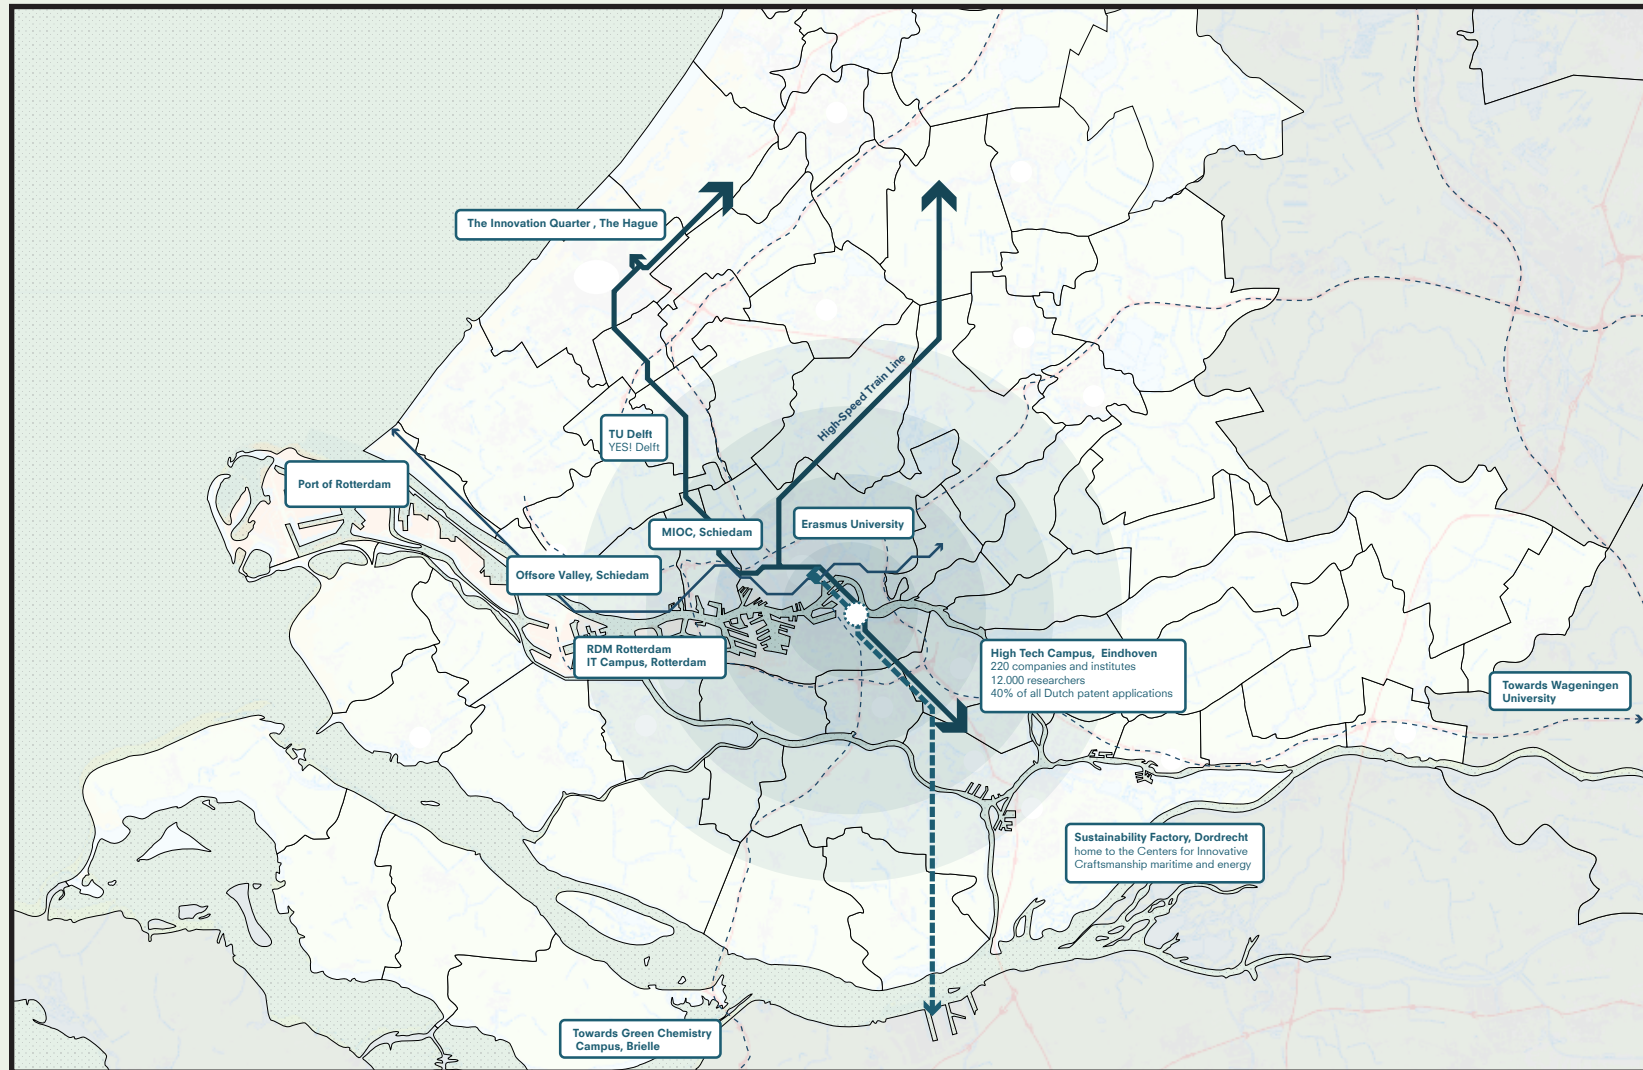 The Innovation Quarter , The Hague
High-Speed Train Line
TU Delft
YES! Delft
Port of Rotterdam
MIOC, Schiedam
Erasmus University
Offsore Valley, Schiedam
RDM Rotterdam
IT Campus, Rotterdam
High Tech Campus, Eindhoven
220 companies and institutes
12.000 researchers
40% of all Dutch patent applications
Towards Wageningen
University
Sustainability Factory, Dordrecht
home to the Centers for Innovative
Craftsmanship maritime and energy
Towards Green Chemistry
Campus, Brielle